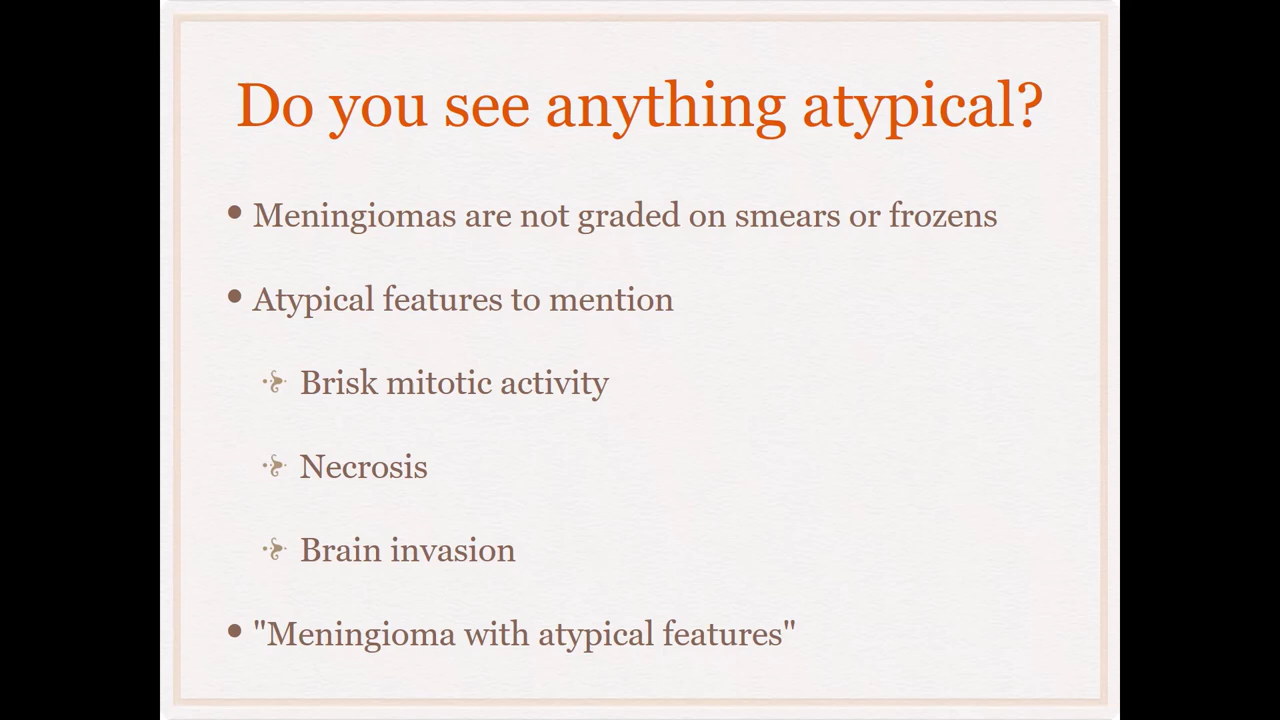 Do you see anything atypical?
• Meningiomas are not graded on smears or frozens
• Atypical features to mention
Brisk mitotic activity
Necrosis
Brain invasion
• "Meningioma with atypical features"